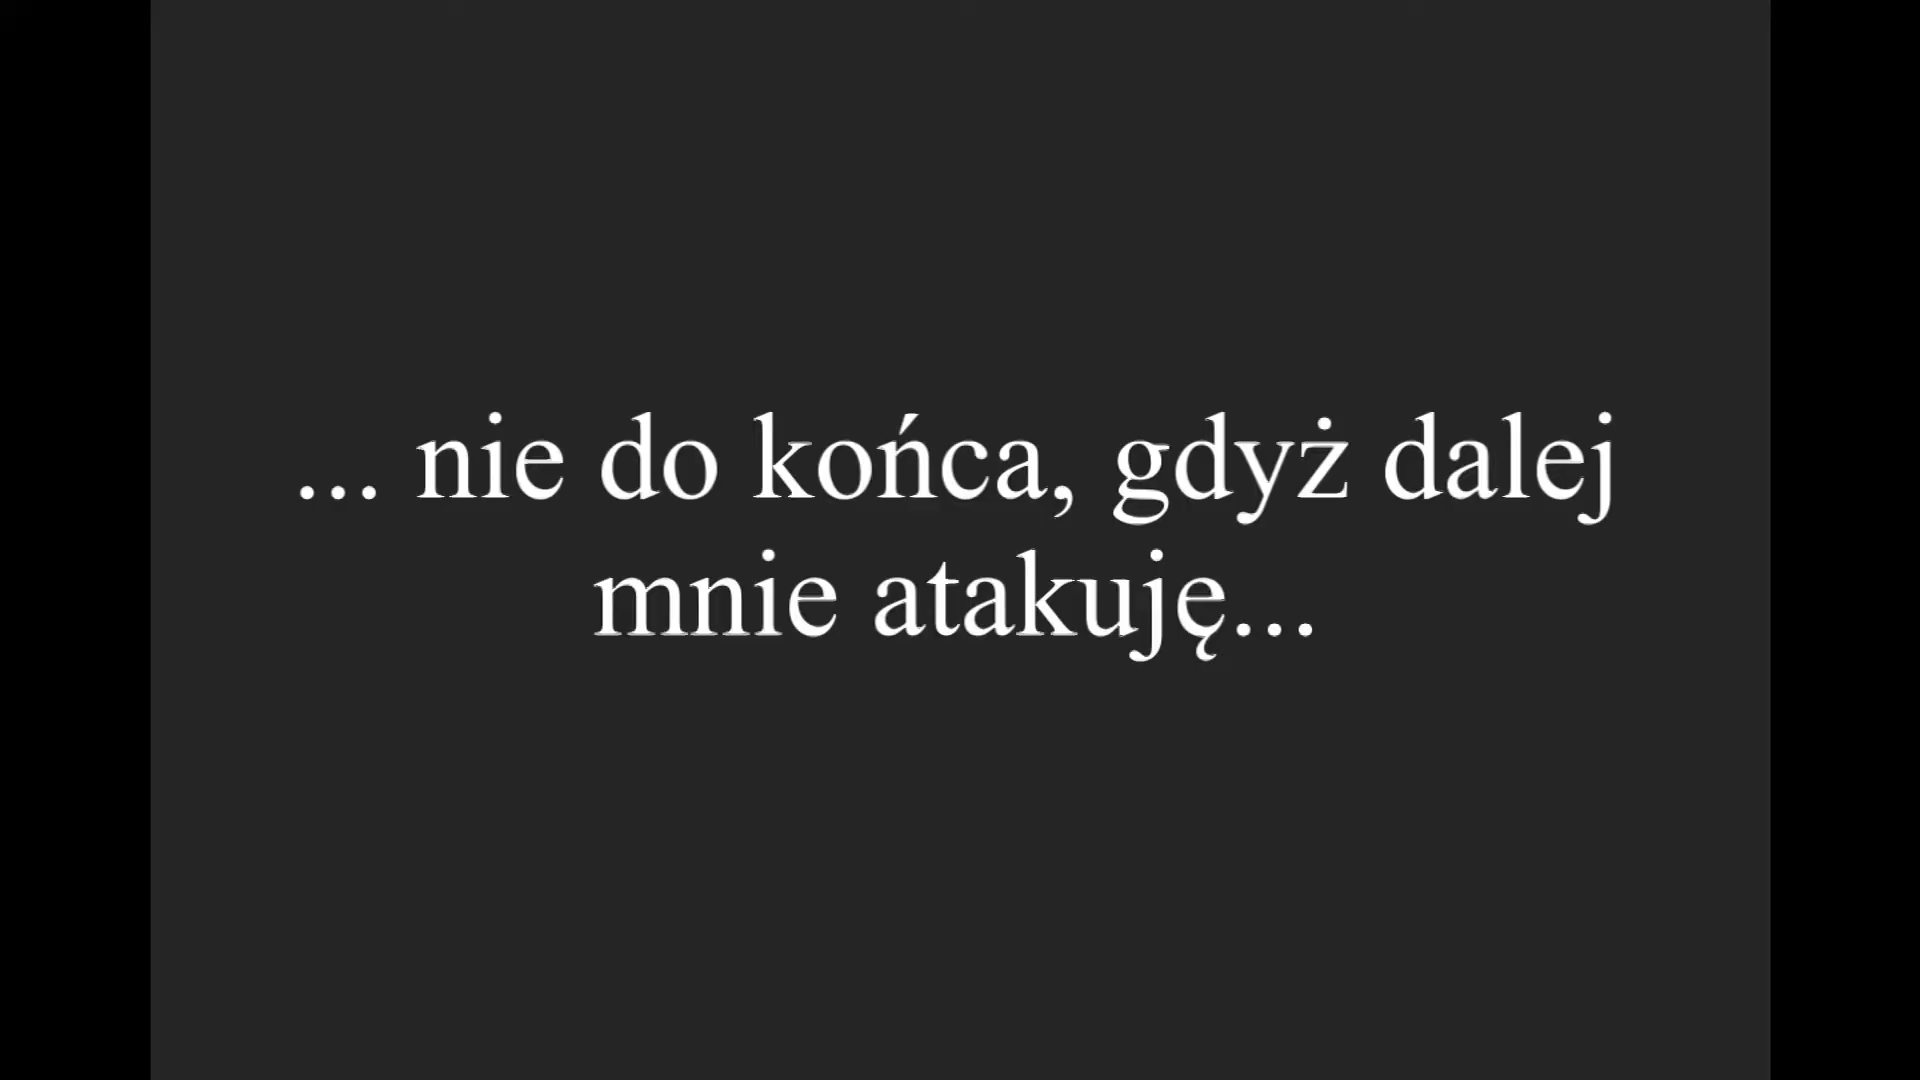 ... nie do końca, gdyż dalej
mnie atakuję...